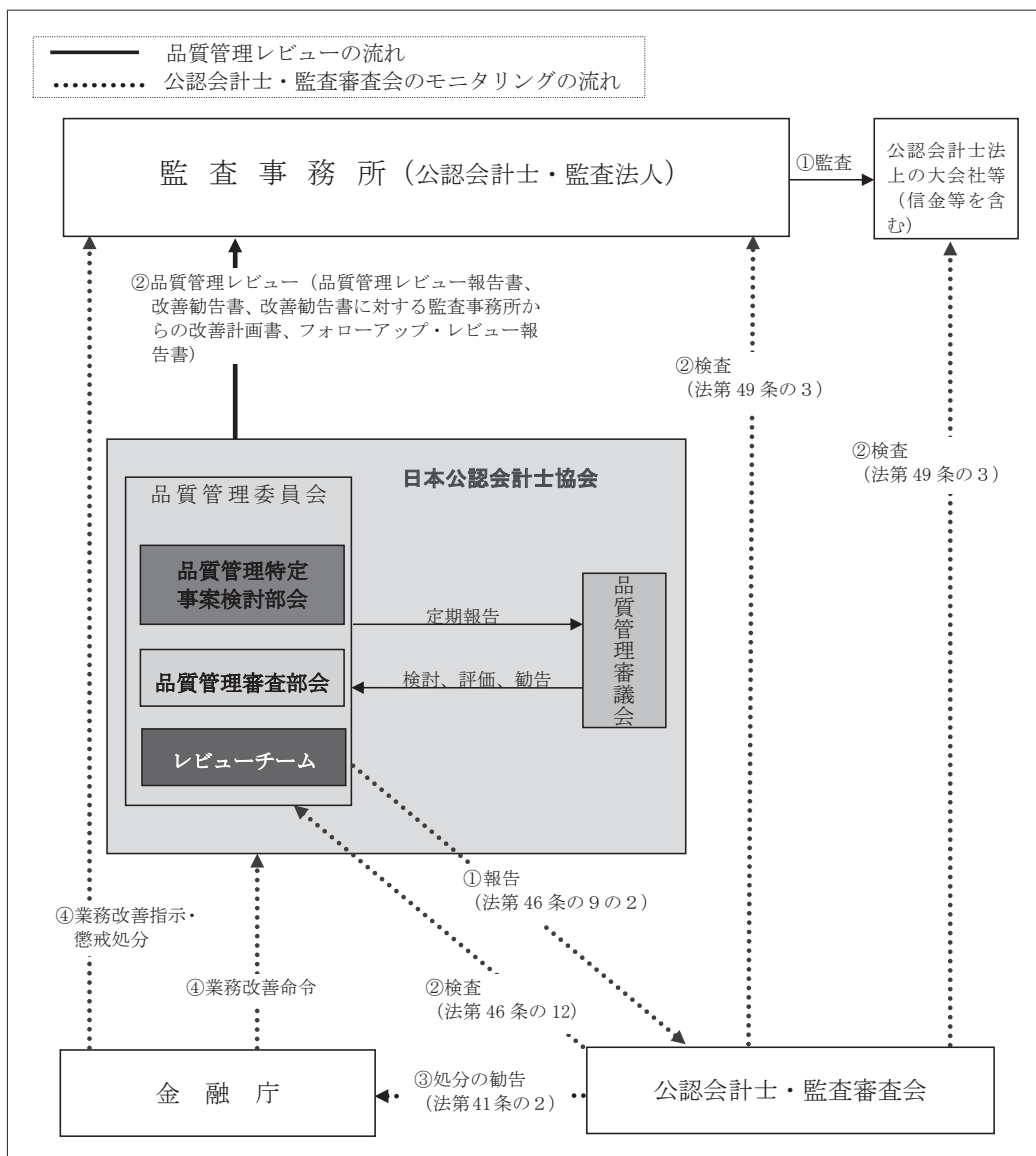 品質管理レビューの流れ
公認会計士・監査審査会のモニタリングの流れ
監査事務所（公認会計士・監査法人）
①監査
公認会計士法
上の大会社等
（信金等を含
む）
②品質管理レビュー（品質管理レビュー報告書、
改善勧告書、改善勧告書に対する監査事務所か
らの改善計画書、フォローアップ・レビュー報
告書）
②検査
（法第 49 条の３）
②検査
（法第 49 条の３）
日本公認会計士協会
品質管理委員会
品質管理特定
事案検討部会
品質管理審査部会
レビューチーム
定期報告
検討、評価、勧告
品質管理審議会
①報告
（法第 46 条の９の２）
④業務改善指示・
懲戒処分
④業務改善命令
②検査
（法第 46 条の 12）
金融庁
③処分の勧告
（法第 41 条の２）
公認会計士・監査審査会